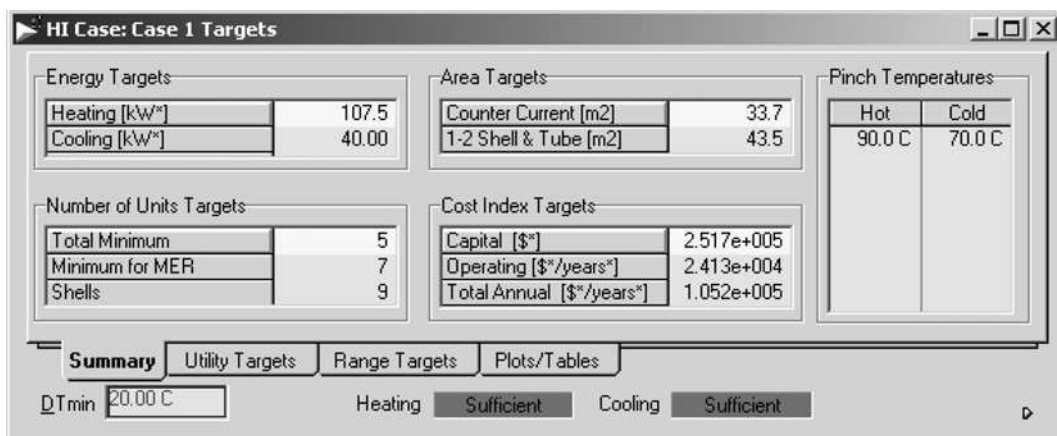 HI Case: Case 1 Targets
Energy Targets
Heating [kW*] 107.5
Cooling [kW*] 40.00
Area Targets
Counter Current [m2] 33.7
1-2 Shell & Tube [m2] 43.5
Pinch Temperatures
Hot Cold
90.0 C 70.0 C
Number of Units Targets
Total Minimum 5
Minimum for MER 7
Shells 9
Cost Index Targets
Capital [$*] 2.517e+005
Operating [$*/years*] 2.413e+004
Total Annual [$*/years*] 1.052e+005
Summary Utility Targets Range Targets Plots/Tables
DTmin 20.00 C Heating Sufficient Cooling Sufficient